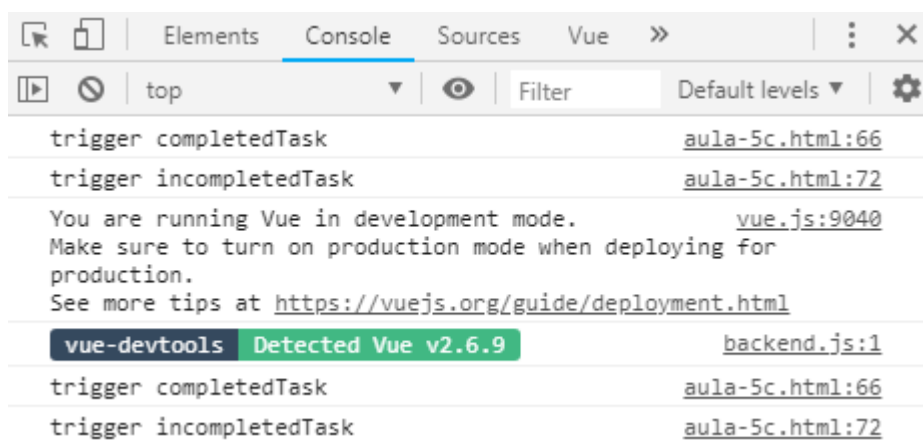 Elements Console Sources Vue »
top Filter Default levels
trigger completedTask aula-5c.html:66
trigger incompletedTask aula-5c.html:72
You are running Vue in development mode. vue.js:9040
Make sure to turn on production mode when deploying for
production.
See more tips at https://vuejs.org/guide/deployment.html
vue-devtools Detected Vue v2.6.9 backend.js:1
trigger completedTask aula-5c.html:66
trigger incompletedTask aula-5c.html:72